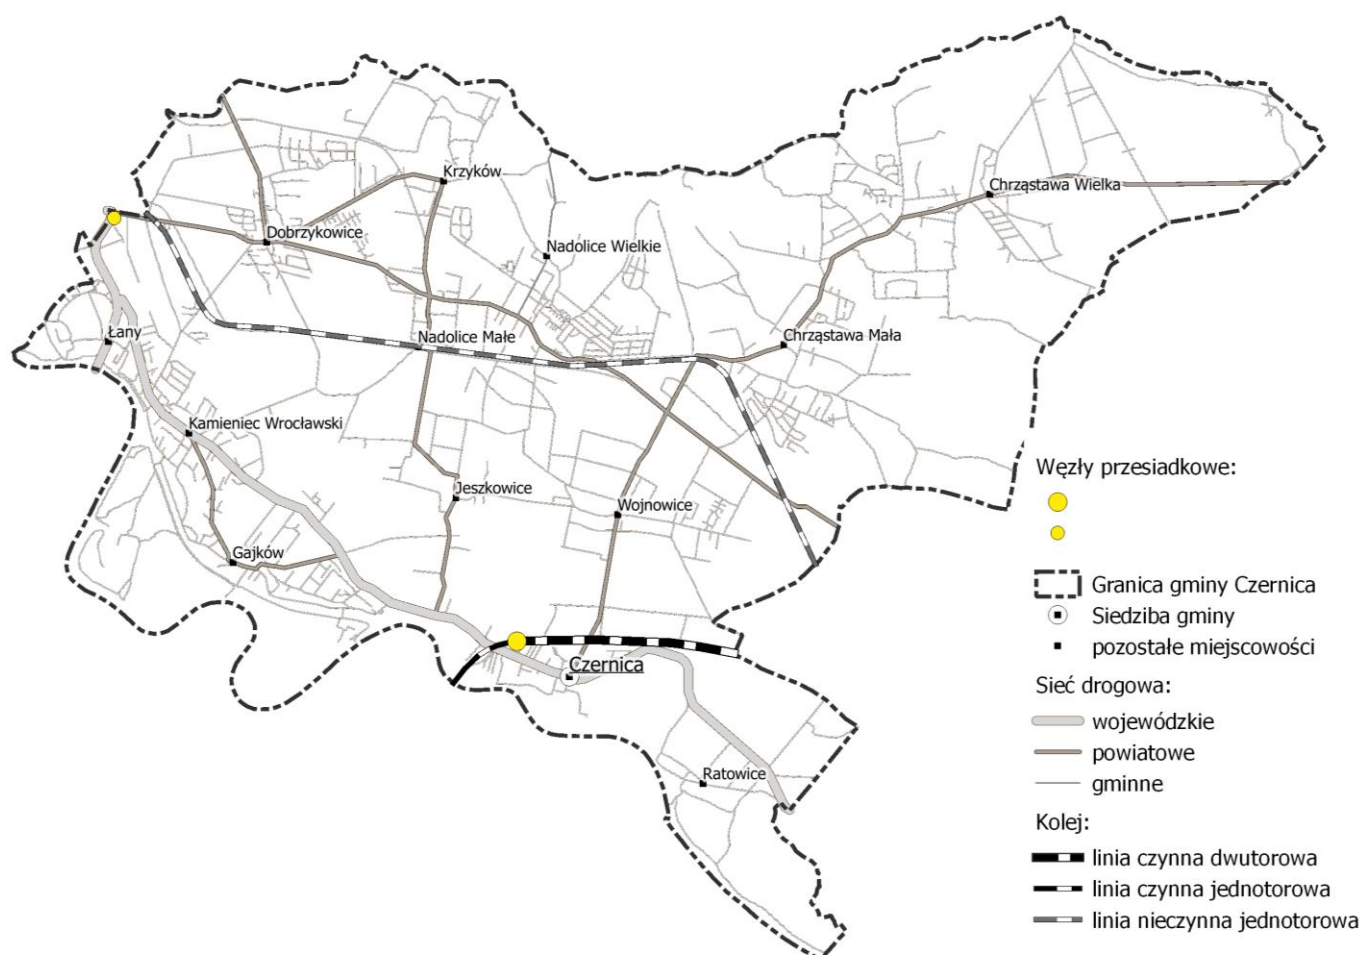 Krzyków
Chrząstawa Wielka
Dobrzykowice
Nadolice Wielkie
Łany
Nadolice Małe
Chrząstawa Mała
Kamieniec Wrocławski
Jeszkowice
Wojnowice
Gajków
Czernica
Ratowice
Węzły przesiadkowe:
Granica gminy Czernica
Siedziba gminy
pozostałe miejscowości
Sieć drogowa:
wojewódzkie
powiatowe
gminne
Kolej:
linia czynna dwutorowa
linia czynna jednotorowa
linia nieczynna jednotorowa